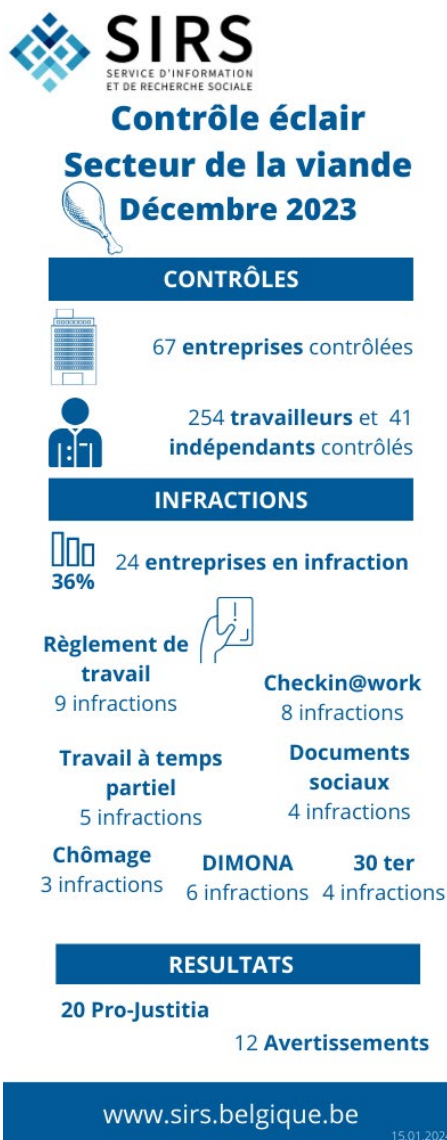 SIRS
SERVICE D'INFORMATION
ET DE RECHERCHE SOCIALE
Contrôle éclair
Secteur de la viande
Décembre 2023
CONTRÔLES
67 entreprises contrôlées
254 travailleurs et 41
indépendants contrôlés
INFRACTIONS
36%
24 entreprises en infraction
!
Règlement de
travail
9 infractions
Checkin@work
8 infractions
Travail à temps
partiel
5 infractions
Documents
sociaux
4 infractions
Chômage
3 infractions
DIMONA
6 infractions
30 ter
4 infractions
RESULTATS
20 Pro-Justitia
12 Avertissements
www.sirs.belgique.be